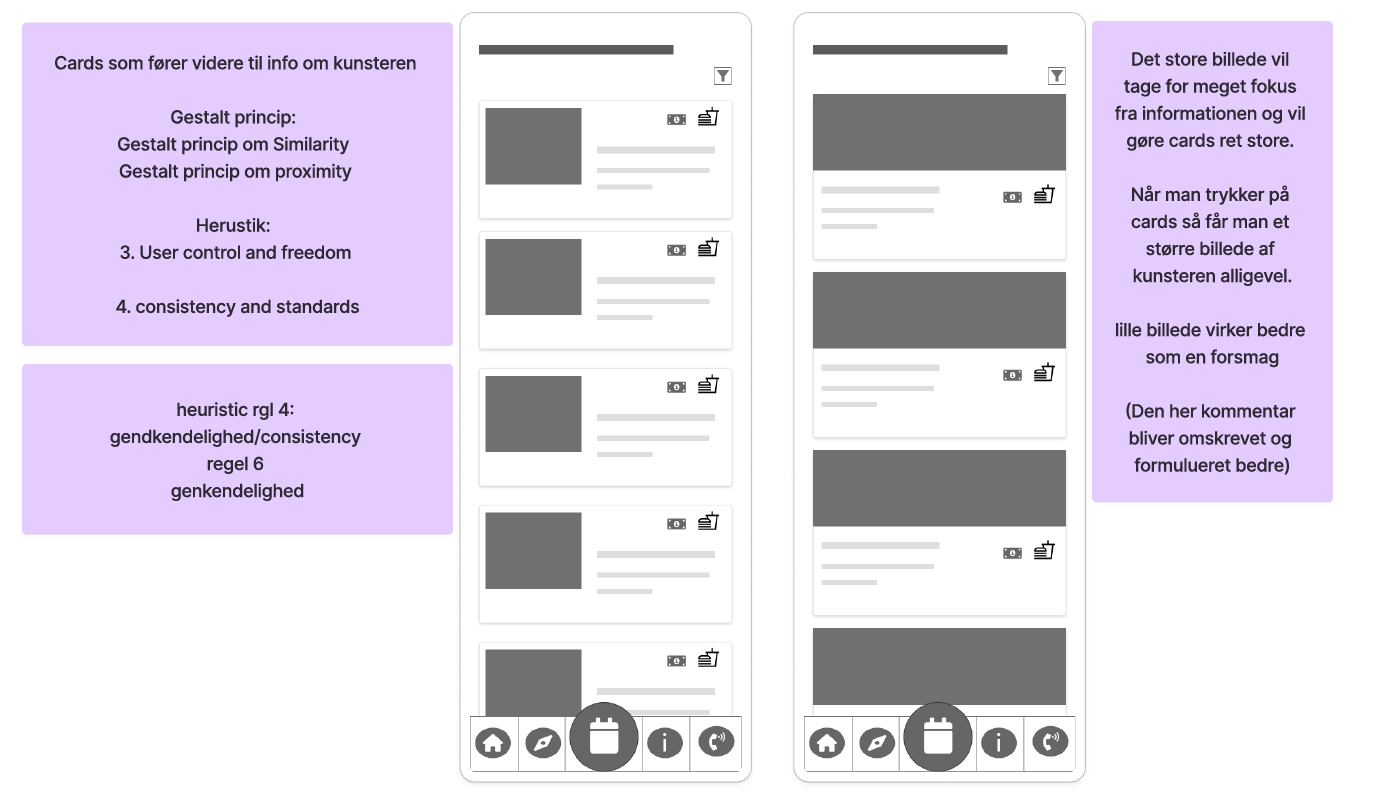 Cards som fører videre til info om kunsteren
Gestalt princip:
Gestalt princip om Similarity
Gestalt princip om proximity
Herustik:
3. User control and freedom
4. consistency and standards
heuristic rgl 4:
gendkendelighed/consistency
regel 6
genkendelighed
Det store billede vil
tage for meget fokus
fra informationen og vil
gøre cards ret store.
Når man trykker på
cards så får man et
større billede af
kunsteren alligevel.
lille billede virker bedre
som en forsmag
(Den her kommentar
bliver omskrevet og
formulueret bedre)